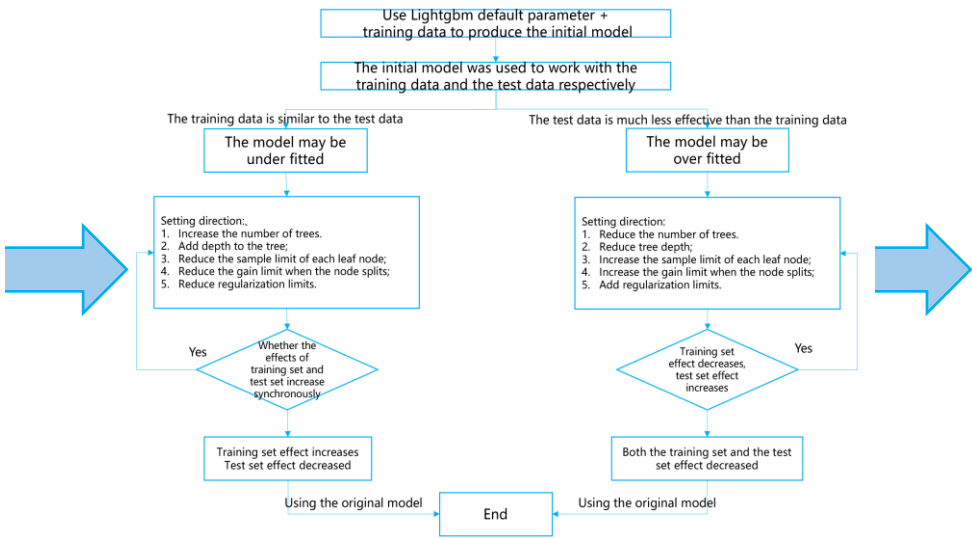 Use Lightgbm default parameter +
training data to produce the initial model
The initial model was used to work with the
training data and the test data respectively
The training data is similar to the test data
The test data is much less effective than the training data
The model may be
under fitted
The model may be
over fitted
Setting direction:、
1. Increase the number of trees.
2. Add depth to the tree;
3. Reduce the sample limit of each leaf node;
4. Reduce the gain limit when the node splits;
5. Reduce regularization limits.
Setting direction:
1. Reduce the number of trees.
2. Reduce tree depth;
3. Increase the sample limit of each leaf node;
4. Increase the gain limit when the node splits;
5. Add regularization limits.
Yes
Whether the
effects of
training set and
test set increase
synchronously
Training set
effect decreases,
test set effect
increases
Yes
Training set effect increases
Test set effect decreased
Both the training set and the test
set effect decreased
Using the original model
End
Using the original model